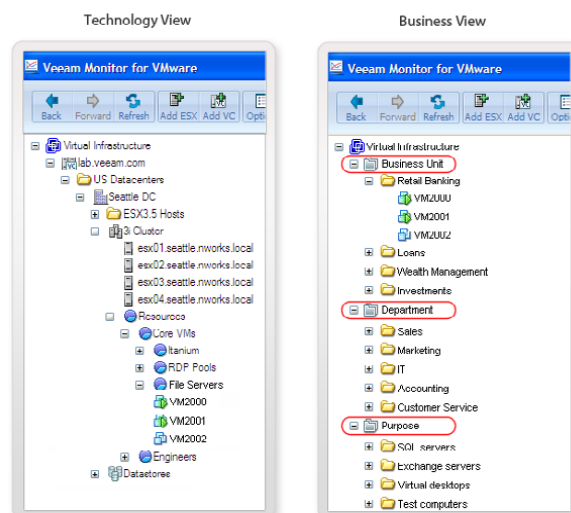 Technology View
Veeam Monitor for VMware
Back Forward Refresh Add ESX Add VC Opti
Virtual Infrastructure
lab.veeam.com
US Datacenters
Seattle DC
ESX3.5 Hosts
3i Cluster
esx01.seattle.nworks.local
esx02.seattle.nworks.local
esx03.seattle.nworks.local
esx04.seattle.nworks.local
Resources
Core VMs
Itanium
RDP Pools
File Servers
VM2000
VM2001
VM2002
Engineers
Datastores
Business View
Veeam Monitor for VMware
Back Forward Refresh Add ESX Add VC Opti
Virtual Infrastructure
Business Unit
Retail Banking
VM2000
VM2001
VM2002
Loans
Wealth Management
Investments
Department
Sales
Marketing
IT
Accounting
Customer Service
Purpose
SQL servers
Exchange servers
Virtual desktops
Test computers